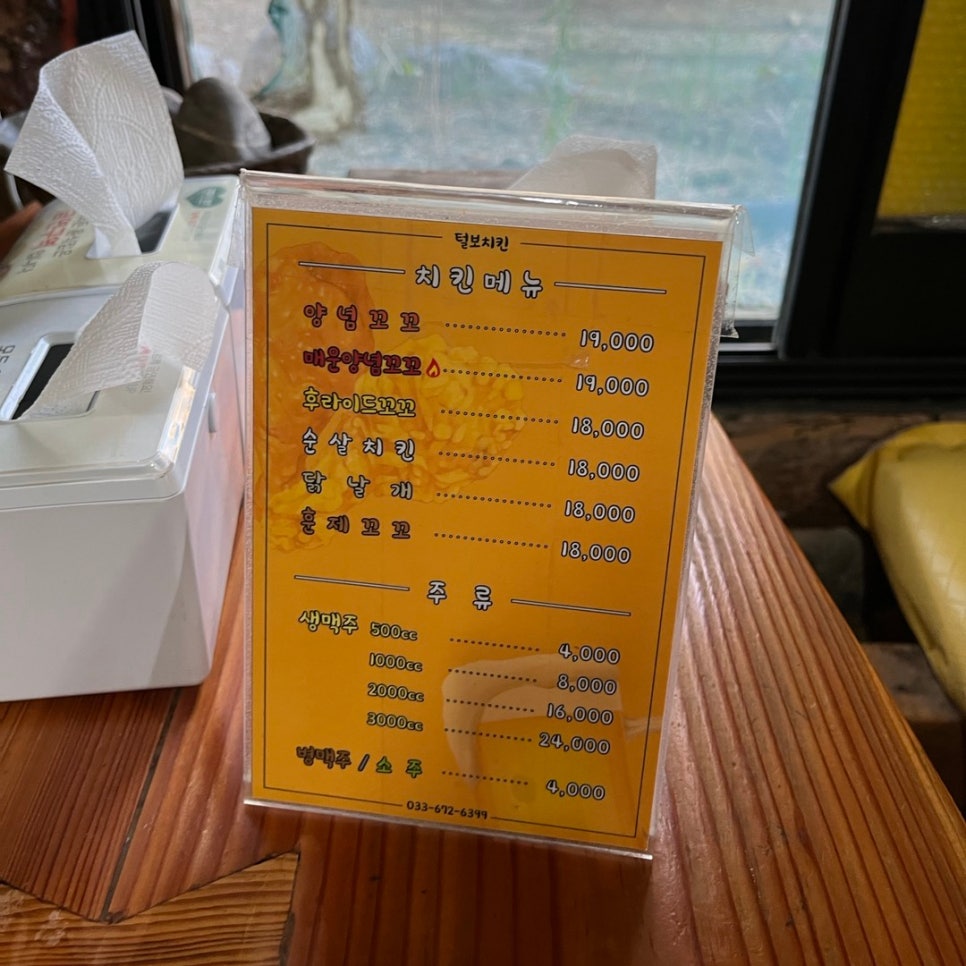 털보치킨
치킨메뉴
양념꼬꼬 19,000
매운양념꼬꼬 19,000
후라이드꼬꼬 18,000
순살치킨 18,000
닭날개 18,000
훈제꼬꼬 18,000
주류
생맥주 500cc 4,000
1000cc 8,000
2000cc 16,000
3000cc 24,000
병맥주 / 소주 4,000
033-672-6399